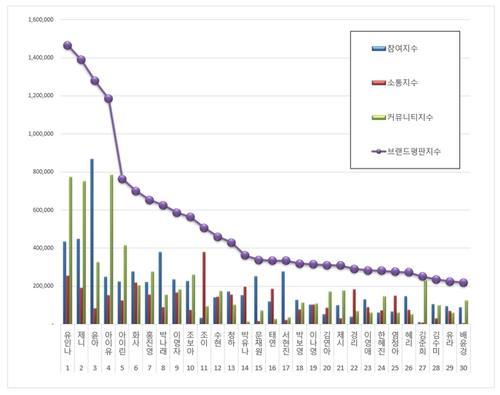 1,600,000
1,400,000
1,200,000
1,000,000
800,000
600,000
400,000
200,000
-
참여지수
소통지수
커뮤니티지수
브랜드평판지수
유인나 제니 윤아 아이유 아이린 화사 홍진영 박나래 이영자 조보아 조이 수현 청하 박유나 문채원 태연 서현진 박보영 이나영 김연아 제시 경리 이영애 한혜진 염정아 혜리 김준희 김수미 유라 배윤경
1 2 3 4 5 6 7 8 9 10 11 12 13 14 15 16 17 18 19 20 21 22 23 24 25 26 27 28 29 30